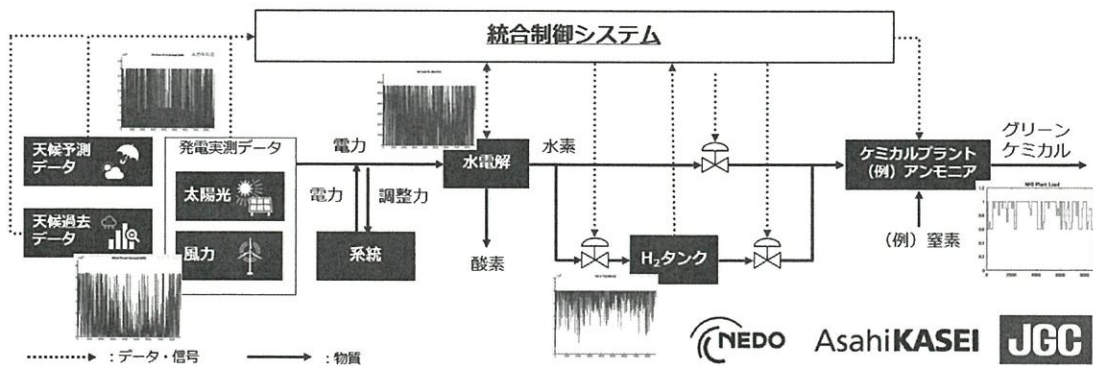 統合制御システム
天候予測
データ
発電実測データ
太陽光
風力
天候過去
データ
電力
電力
調整力
系統
水電解
水素
酸素
H₂タンク
ケミカルプラント
(例)アンモニア
グリーン
ケミカル
(例)窒素
NH3 Plant Load
:データ・信号
:物質
NEDO
AsahiKASEI
JGC